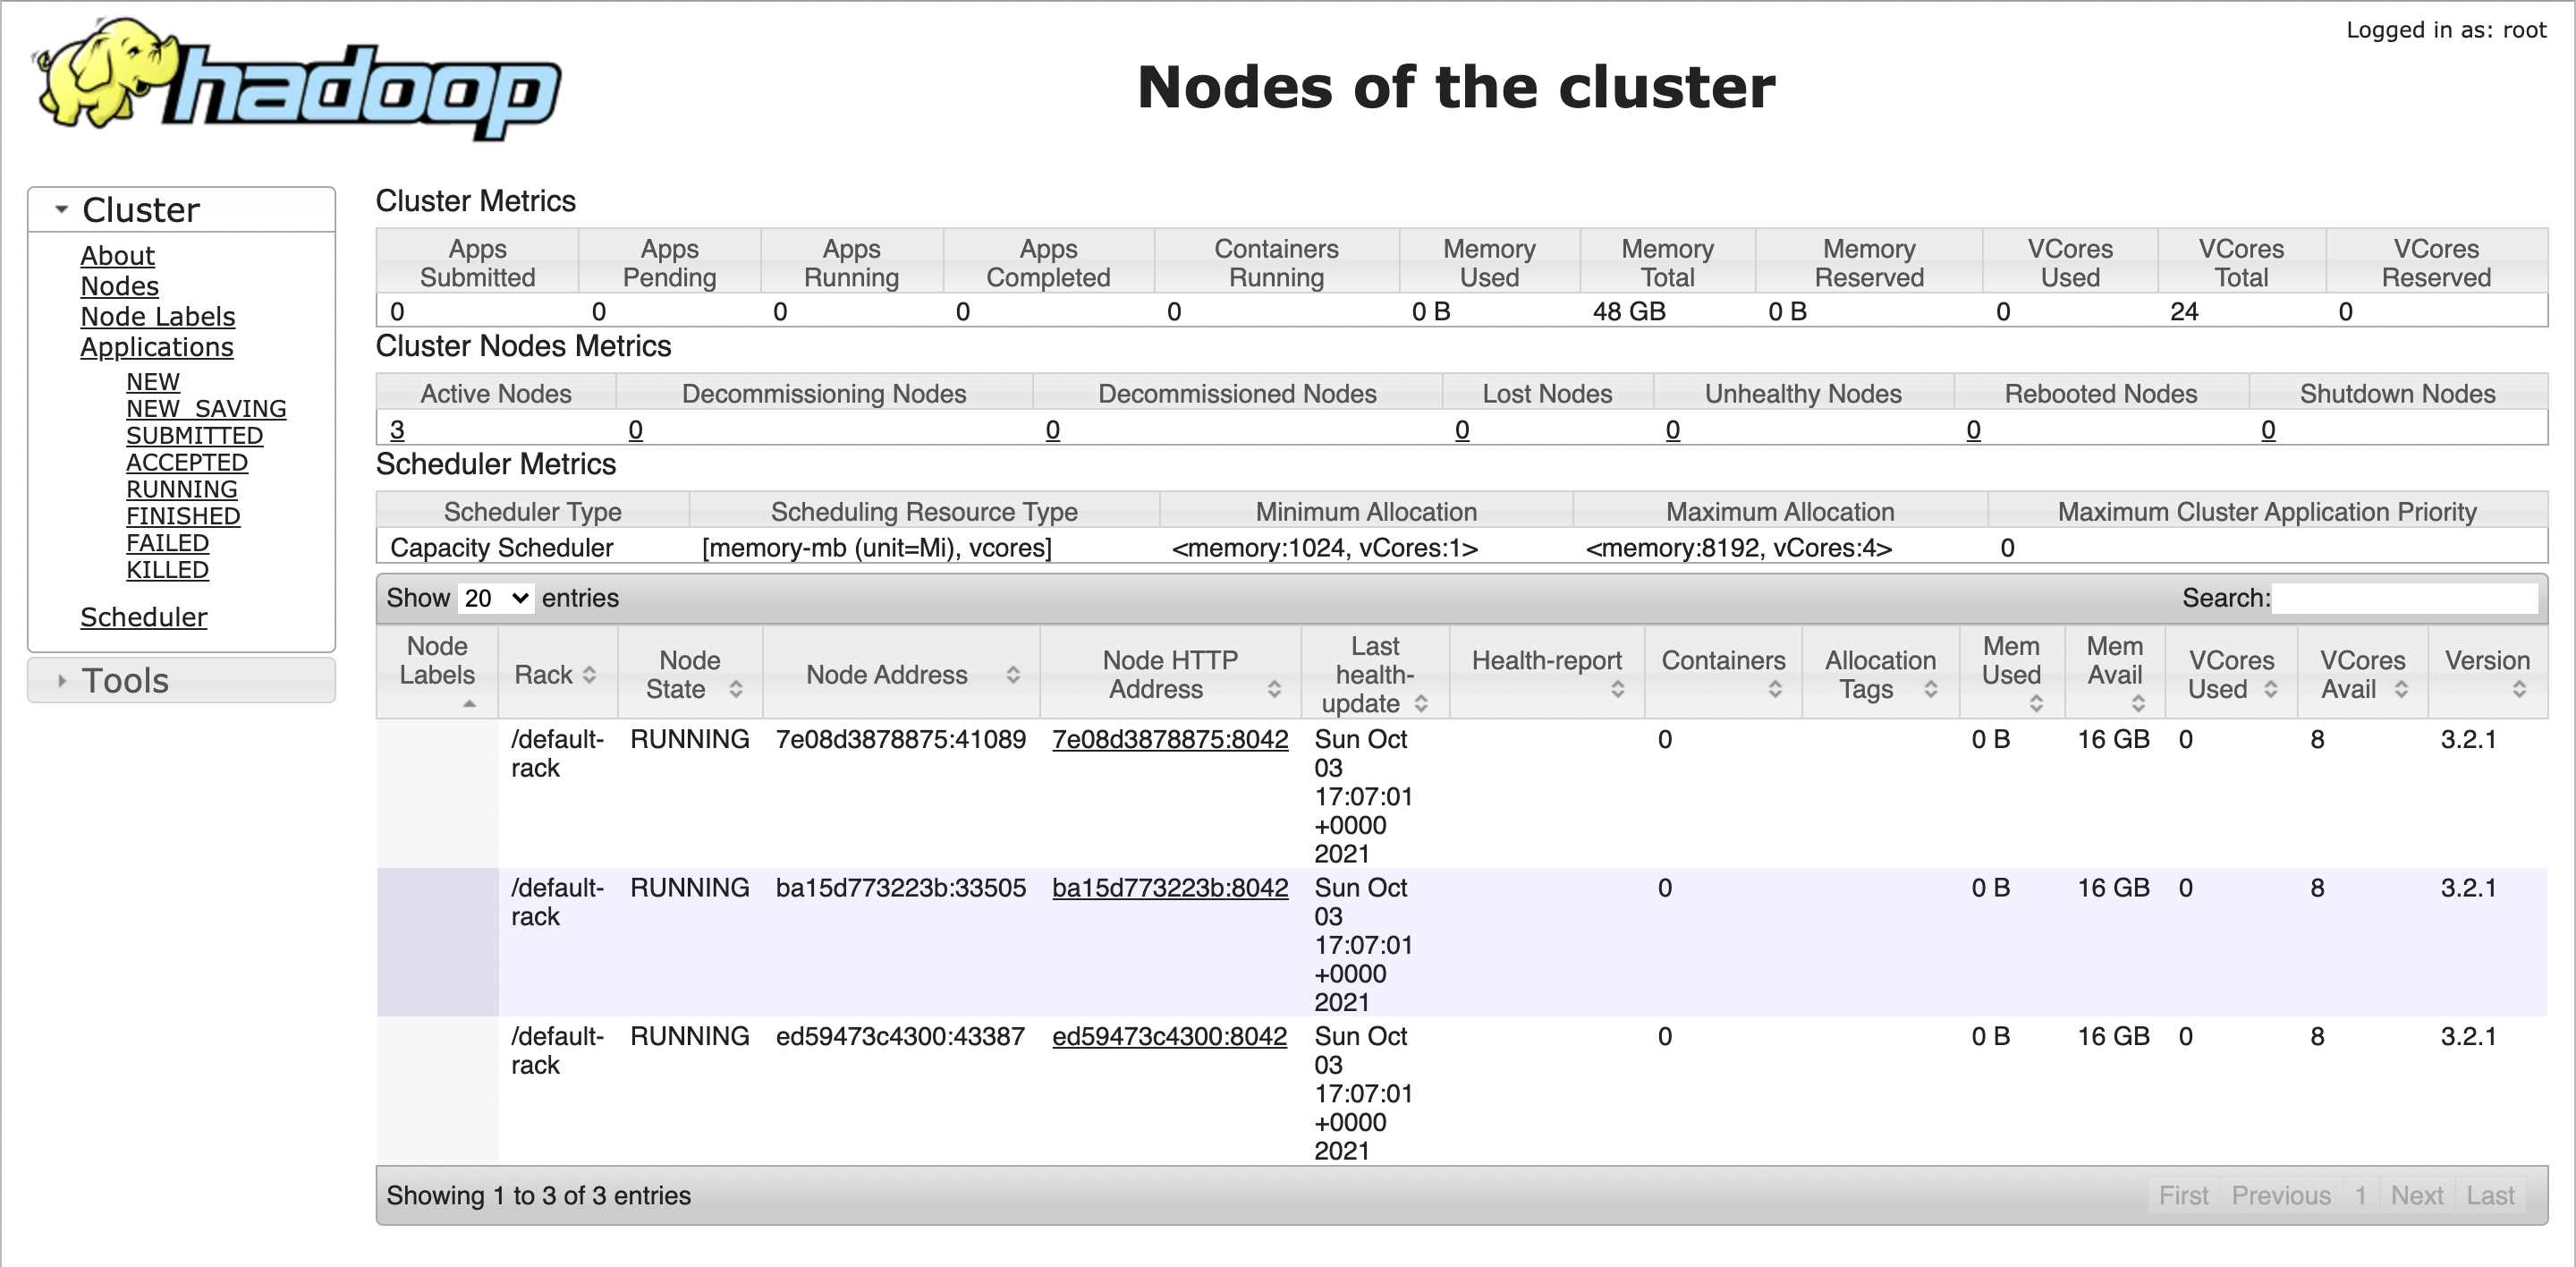 hadoop
Logged in as: root
Nodes of the cluster
Cluster
About
Nodes
Node Labels
Applications
NEW
NEW_SAVING
SUBMITTED
ACCEPTED
RUNNING
FINISHED
FAILED
KILLED
Scheduler
Tools
Cluster Metrics
Apps Submitted Apps Pending Apps Running Apps Completed Containers Running Memory Used Memory Total Memory Reserved VCores Used VCores Total VCores Reserved
0 0 0 0 0 0 B 48 GB 0 B 0 24 0
Cluster Nodes Metrics
Active Nodes Decommissioning Nodes Decommissioned Nodes Lost Nodes Unhealthy Nodes Rebooted Nodes Shutdown Nodes
3 0 0 0 0 0 0
Scheduler Metrics
Scheduler Type Scheduling Resource Type Minimum Allocation Maximum Allocation Maximum Cluster Application Priority
Capacity Scheduler [memory-mb (unit=Mi), vcores] <memory:1024, vCores:1> <memory:8192, vCores:4> 0
Show 20 entries Search:
Node Labels Rack Node State Node Address Node HTTP Address Last health-update Health-report Containers Allocation Tags Mem Used Mem Avail VCores Used VCores Avail Version
/default-rack RUNNING 7e08d3878875:41089 7e08d3878875:8042 Sun Oct 03 17:07:01 +0000 2021 0 0 B 16 GB 0 8 3.2.1
/default-rack RUNNING ba15d773223b:33505 ba15d773223b:8042 Sun Oct 03 17:07:01 +0000 2021 0 0 B 16 GB 0 8 3.2.1
/default-rack RUNNING ed59473c4300:43387 ed59473c4300:8042 Sun Oct 03 17:07:01 +0000 2021 0 0 B 16 GB 0 8 3.2.1
Showing 1 to 3 of 3 entries First Previous 1 Next Last